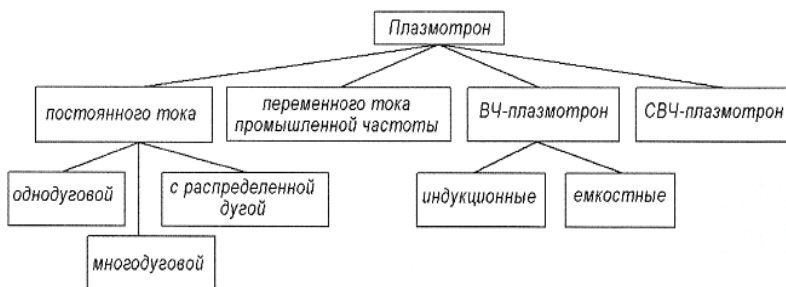 Плазмотрон
постоянного тока
переменного тока
промышленной частоты
ВЧ-плазмотрон
СВЧ-плазмотрон
однодуговой
с распределенной
дугой
индукционные
емкостные
многодуговой